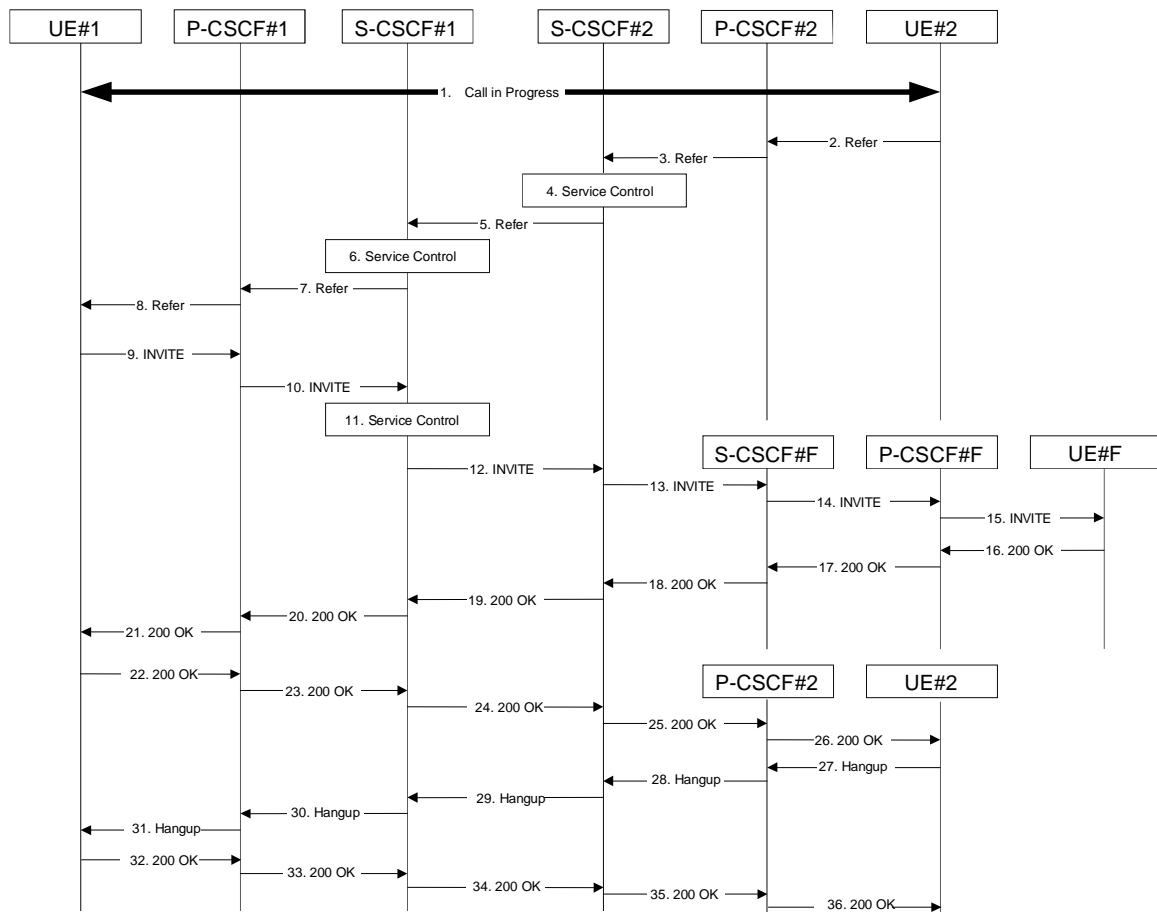 UE#1
P-CSCF#1
S-CSCF#1
S-CSCF#2
P-CSCF#2
UE#2
1. Call in Progress
2. Refer
3. Refer
4. Service Control
5. Refer
6. Service Control
7. Refer
8. Refer
9. INVITE
10. INVITE
11. Service Control
S-CSCF#F
P-CSCF#F
UE#F
12. INVITE
13. INVITE
14. INVITE
15. INVITE
16. 200 OK
17. 200 OK
18. 200 OK
19. 200 OK
20. 200 OK
21. 200 OK
22. 200 OK
23. 200 OK
P-CSCF#2
UE#2
24. 200 OK
25. 200 OK
26. 200 OK
27. Hangup
28. Hangup
29. Hangup
30. Hangup
31. Hangup
32. 200 OK
33. 200 OK
34. 200 OK
35. 200 OK
36. 200 OK